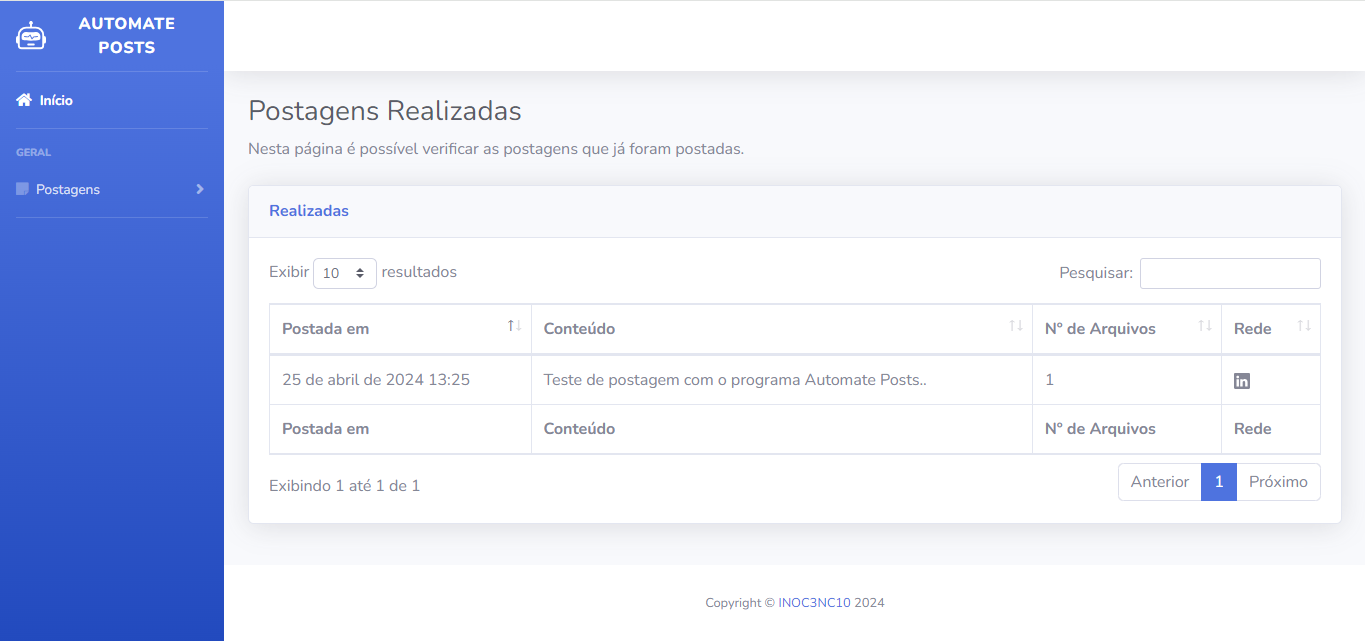 AUTOMATE
POSTS
Início
GERAL
Postagens
Postagens Realizadas
Nesta página é possível verificar as postagens que já foram postadas.
Realizadas
Exibir 10 resultados
Pesquisar:
Postada em Conteúdo Nº de Arquivos Rede
25 de abril de 2024 13:25 Teste de postagem com o programa Automate Posts.. 1 in
Postada em Conteúdo Nº de Arquivos Rede
Exibindo 1 até 1 de 1
Anterior 1 Próximo
Copyright © INOC3NC10 2024